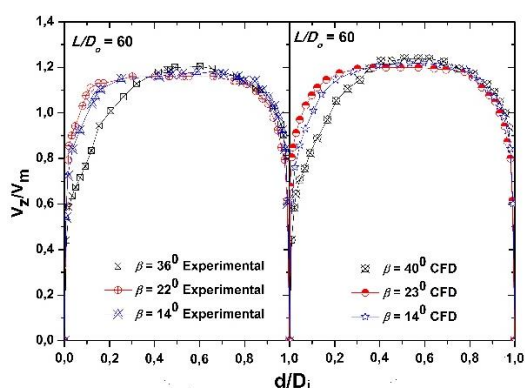 L/Do = 60
L/Do = 60
1,4
1,2
1,0
0,8
0,6
0,4
0,2
0,0
Vz/Vm
β = 36⁰ Experimental
β = 22⁰ Experimental
β = 14⁰ Experimental
β = 40⁰ CFD
β = 23⁰ CFD
β = 14⁰ CFD
0,0 0,2 0,4 0,6 0,8 1,0 0,0 0,2 0,4 0,6 0,8 1,0
d/Di